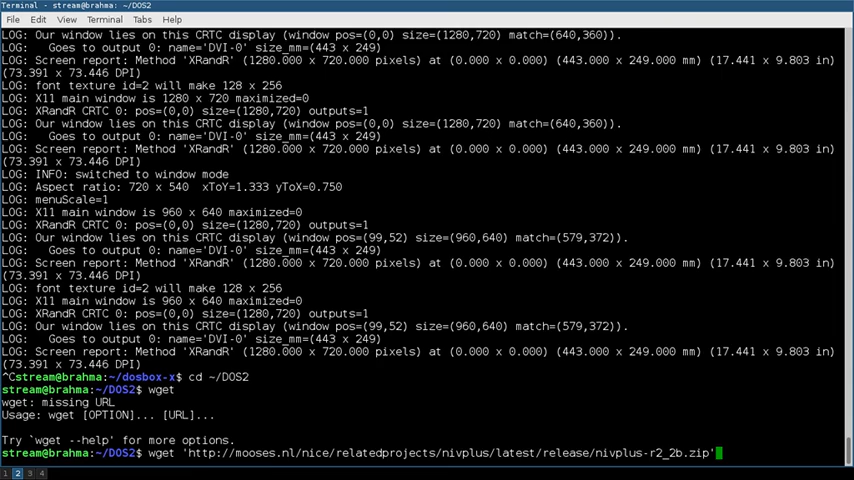 Terminal - stream@brahma: ~/DOS2
File Edit View Terminal Tabs Help
LOG: Our window lies on this CRTC display (window pos=(0,0) size=(1280,720) match=(640,360)).
LOG:   Goes to output 0: name='DVI-0' size_mm=(443 x 249)
LOG: Screen report: Method 'XRandR' (1280.000 x 720.000 pixels) at (0.000 x 0.000) (443.000 x 249.000 mm) (17.441 x 9.803 in)
(73.391 x 73.446 DPI)
LOG: font texture id=2 will make 128 x 256
LOG: X11 main window is 1280 x 720 maximized=0
LOG: XRandR CRTC 0: pos=(0,0) size=(1280,720) outputs=1
LOG: Our window lies on this CRTC display (window pos=(0,0) size=(1280,720) match=(640,360)).
LOG:   Goes to output 0: name='DVI-0' size_mm=(443 x 249)
LOG: Screen report: Method 'XRandR' (1280.000 x 720.000 pixels) at (0.000 x 0.000) (443.000 x 249.000 mm) (17.441 x 9.803 in)
(73.391 x 73.446 DPI)
LOG: INFO: switched to window mode
LOG: Aspect ratio: 720 x 540  xToY=1.333 yToX=0.750
LOG: menuScale=1
LOG: X11 main window is 960 x 640 maximized=0
LOG: XRandR CRTC 0: pos=(0,0) size=(1280,720) outputs=1
LOG: Our window lies on this CRTC display (window pos=(99,52) size=(960,640) match=(579,372)).
LOG:   Goes to output 0: name='DVI-0' size_mm=(443 x 249)
LOG: Screen report: Method 'XRandR' (1280.000 x 720.000 pixels) at (0.000 x 0.000) (443.000 x 249.000 mm) (17.441 x 9.803 in)
(73.391 x 73.446 DPI)
LOG: font texture id=2 will make 128 x 256
LOG: X11 main window is 960 x 640 maximized=0
LOG: XRandR CRTC 0: pos=(0,0) size=(1280,720) outputs=1
LOG: Our window lies on this CRTC display (window pos=(99,52) size=(960,640) match=(579,372)).
LOG:   Goes to output 0: name='DVI-0' size_mm=(443 x 249)
LOG: Screen report: Method 'XRandR' (1280.000 x 720.000 pixels) at (0.000 x 0.000) (443.000 x 249.000 mm) (17.441 x 9.803 in)
(73.391 x 73.446 DPI)
^Cstream@brahma:~/dosbox-x$ cd ~/DOS2
stream@brahma:~/DOS2$ wget
wget: missing URL
Usage: wget [OPTION]... [URL]...
Try `wget --help' for more options.
stream@brahma:~/DOS2$ wget 'http://mooses.nl/nice/relatedprojects/nivplus/latest/release/nivplus-r2_2b.zip'
1 2 3 4